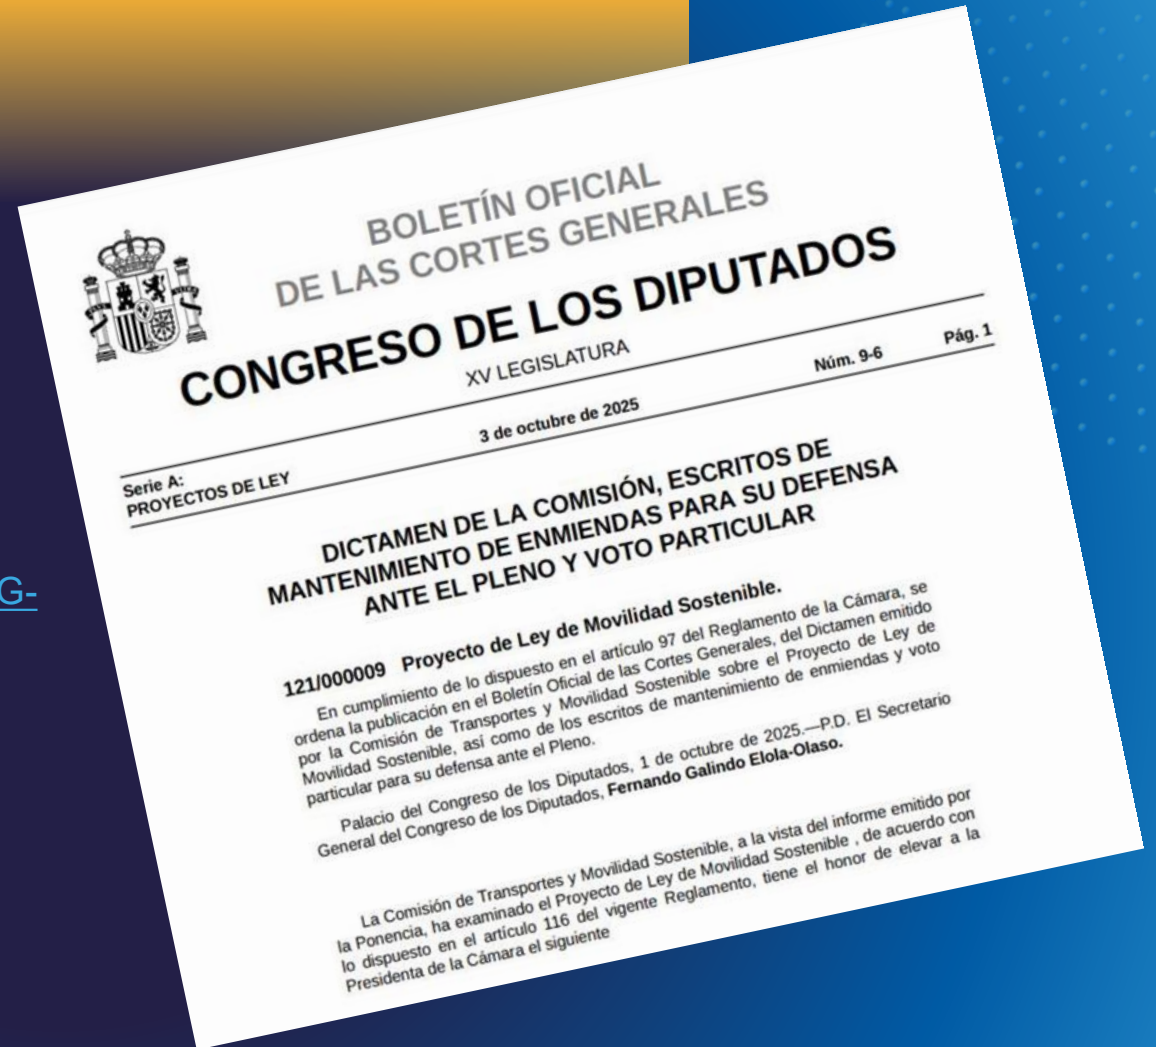 BOLETÍN OFICIAL
DE LAS CORTES GENERALES
CONGRESO DE LOS DIPUTADOS
XV LEGISLATURA
Serie A:
PROYECTOS DE LEY
3 de octubre de 2025
Núm. 9-6
Pág. 1
DICTAMEN DE LA COMISIÓN, ESCRITOS DE
MANTENIMIENTO DE ENMIENDAS PARA SU DEFENSA
ANTE EL PLENO Y VOTO PARTICULAR
121/000009 Proyecto de Ley de Movilidad Sostenible.
En cumplimiento de lo dispuesto en el artículo 97 del Reglamento de la Cámara, se
ordena la publicación en el Boletín Oficial de las Cortes Generales, del Dictamen emitido
por la Comisión de Transportes y Movilidad Sostenible sobre el Proyecto de Ley de
Movilidad Sostenible, así como de los escritos de mantenimiento de enmiendas y voto
particular para su defensa ante el Pleno.
Palacio del Congreso de los Diputados, 1 de octubre de 2025.—P.D. El Secretario
General del Congreso de los Diputados, Fernando Galindo Elola-Olaso.
La Comisión de Transportes y Movilidad Sostenible, a la vista del informe emitido por
la Ponencia, ha examinado el Proyecto de Ley de Movilidad Sostenible , de acuerdo con
lo dispuesto en el artículo 116 del vigente Reglamento, tiene el honor de elevar a la
Presidenta de la Cámara el siguiente
G-